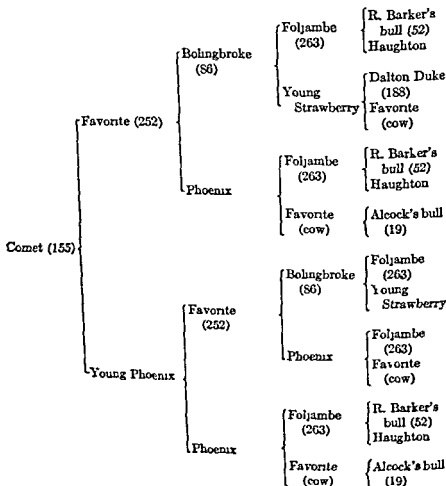 R. Barker's
bull (52)
Haughton
Foljambe
(263)
Bolingbroke
(86)
Young
Strawberry
Dalton Duke
(188)
Favorite
(cow)
Favorite (252)
Foljambe
(263)
R. Barker's
bull (52)
Haughton
Phoenix
Favorite
(cow)
Alcock's bull
(19)
Comet (155)
Bolingbroke
(86)
Foljambe
(263)
Young
Strawberry
Favorite
(252)
Phoenix
Foljambe
(263)
Favorite
(cow)
Young Phoenix
Foljambe
(263)
R. Barker's
bull (52)
Haughton
Phoenix
Favorite
(cow)
Alcock's bull
(19)